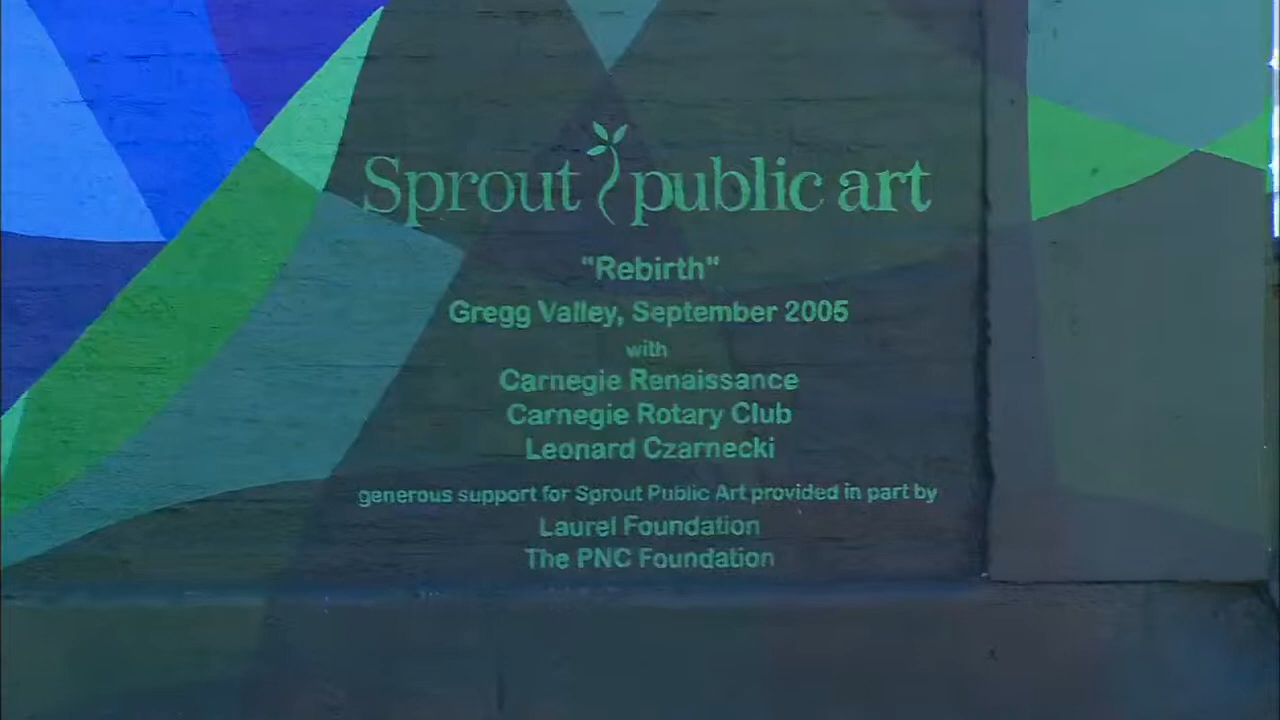 Sprout public art
"Rebirth"
Gregg Valley, September 2005
with
Carnegie Renaissance
Carnegie Rotary Club
Leonard Czarnecki
generous support for Sprout Public Art provided in part by
Laurel Foundation
The PNC Foundation